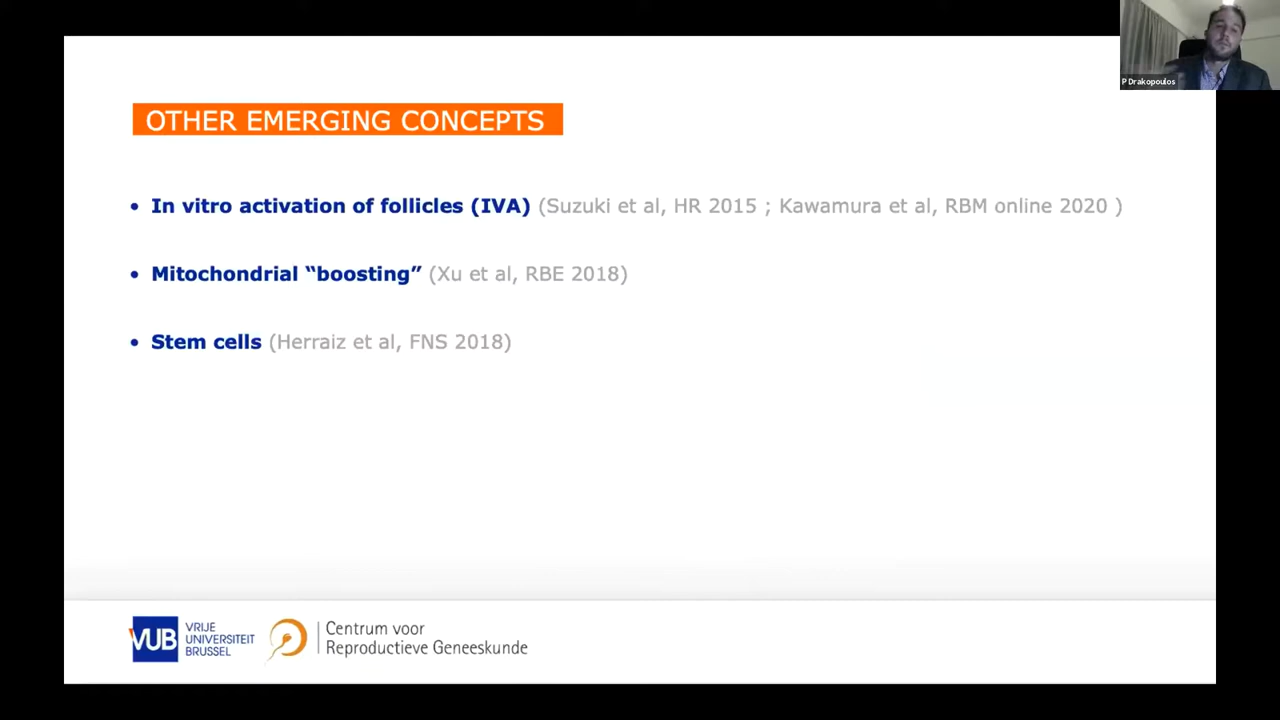 P Drakopoulos
OTHER EMERGING CONCEPTS
• In vitro activation of follicles (IVA) (Suzuki et al, HR 2015 ; Kawamura et al, RBM online 2020 )
• Mitochondrial “boosting” (Xu et al, RBE 2018)
• Stem cells (Herraiz et al, FNS 2018)
VUB
VRIJE
UNIVERSITEIT
BRUSSEL
Centrum voor
Reproductieve Geneeskunde